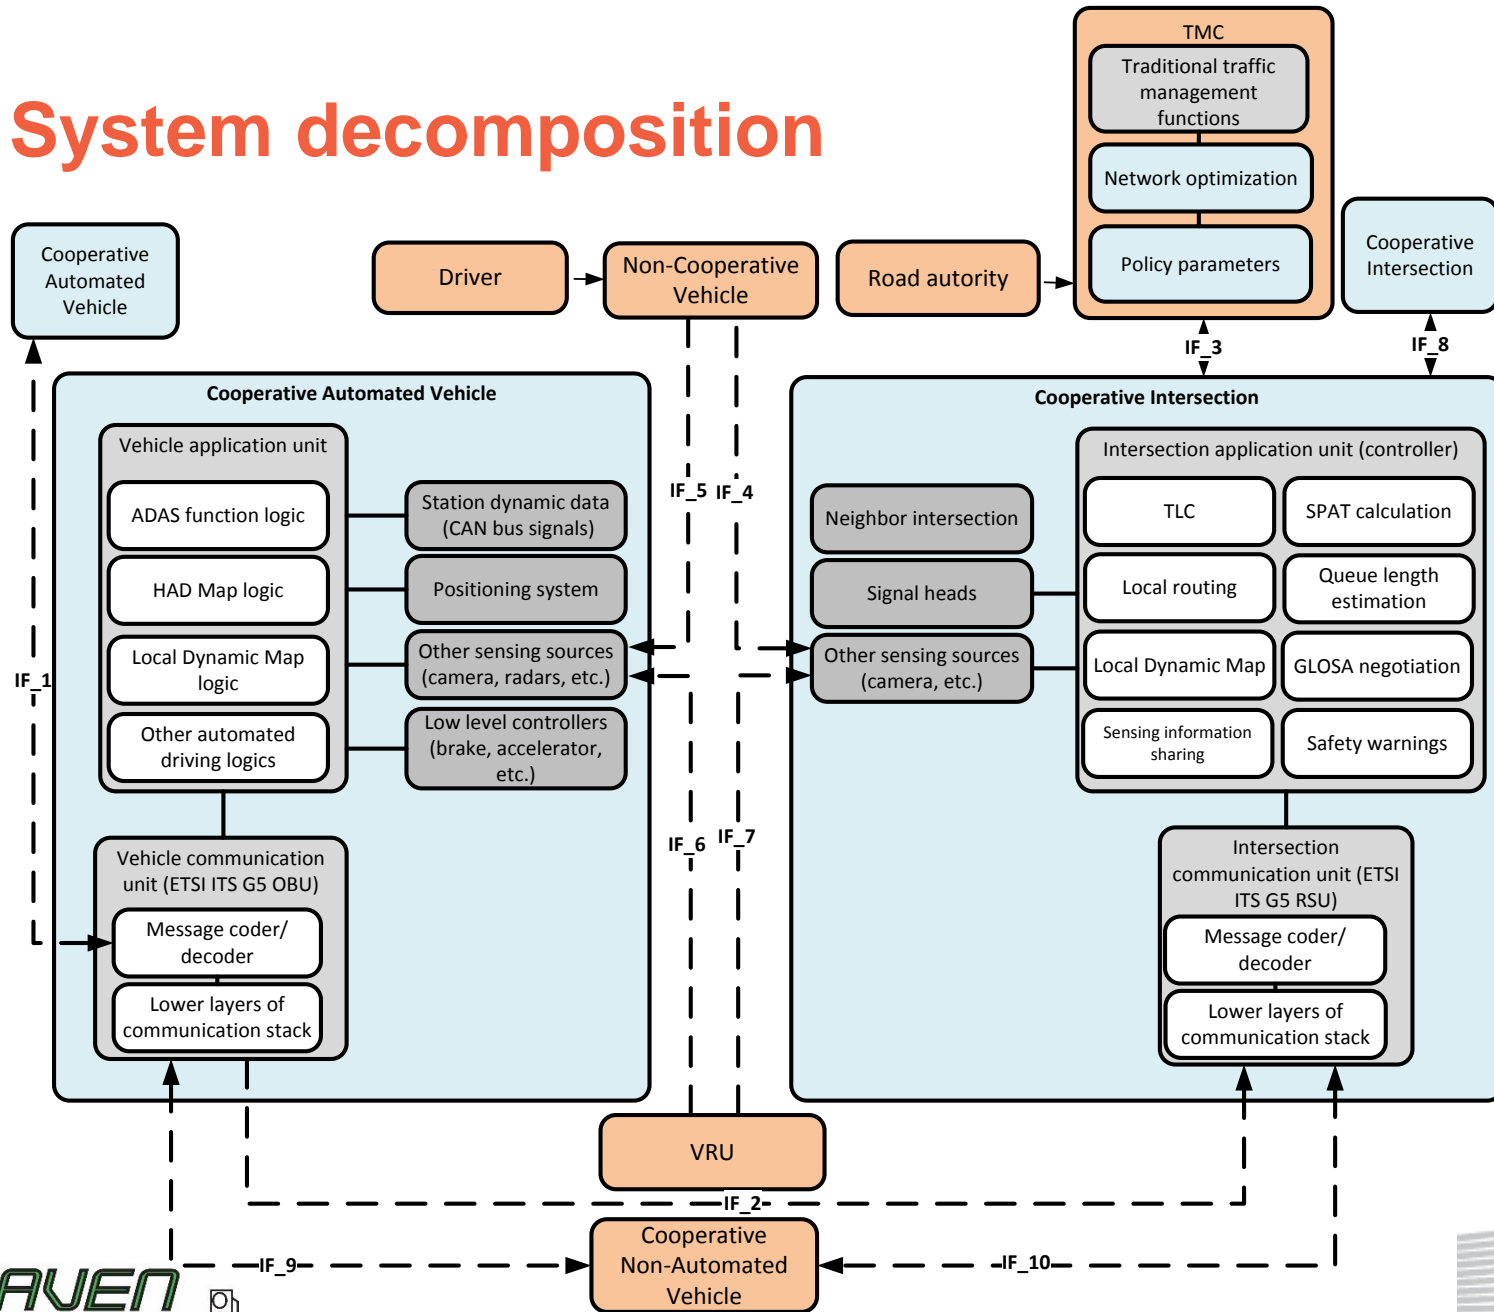 System decomposition
TMC
Traditional traffic
management
functions
Network optimization
Policy parameters
Cooperative
Automated
Vehicle
Driver
Non-Cooperative
Vehicle
Road autority
Cooperative
Intersection
IF_3
IF_8
Cooperative Automated Vehicle
Vehicle application unit
ADAS function logic
HAD Map logic
Local Dynamic Map
logic
Other automated
driving logics
Station dynamic data
(CAN bus signals)
Positioning system
Other sensing sources
(camera, radars, etc.)
Low level controllers
(brake, accelerator,
etc.)
Vehicle communication
unit (ETSI ITS G5 OBU)
Message coder/
decoder
Lower layers of
communication stack
IF_1
IF_5
IF_4
IF_6
IF_7
Cooperative Intersection
Neighbor intersection
Signal heads
Other sensing sources
(camera, etc.)
Intersection application unit (controller)
TLC
SPAT calculation
Local routing
Queue length
estimation
Local Dynamic Map
GLOSA negotiation
Sensing information
sharing
Safety warnings
Intersection
communication unit (ETSI
ITS G5 RSU)
Message coder/
decoder
Lower layers of
communication stack
VRU
IF_2
Cooperative
Non-Automated
Vehicle
IF_9
IF_10
AVEN